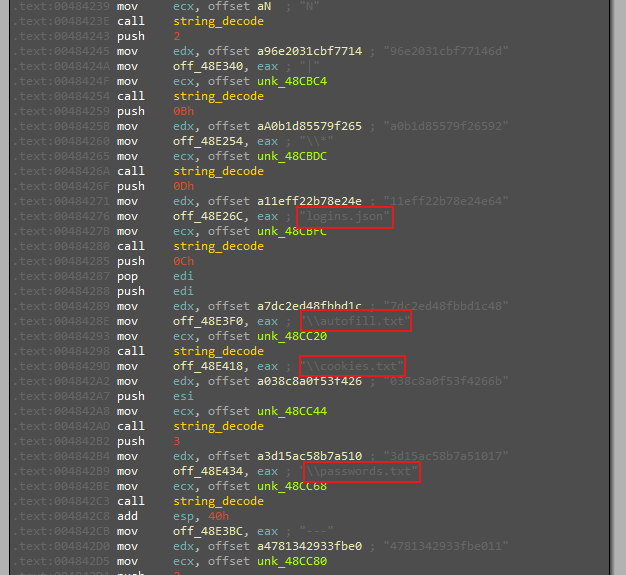 .text:00484239 mov ecx, offset aN ; "N"
.text:0048423E call string_decode
.text:00484243 push 2
.text:00484245 mov edx, offset a96e2031cbf7714 ; "96e2031cbf77146d"
.text:0048424A mov off_48E340, eax ; "|"
.text:0048424F mov ecx, offset unk_48CBC4
.text:00484254 call string_decode
.text:00484259 push 0Bh
.text:0048425B mov edx, offset aA0b1d85579f265 ; "a0b1d85579f26592"
.text:00484260 mov off_48E254, eax ; "\\*"
.text:00484265 mov ecx, offset unk_48CBDC
.text:0048426A call string_decode
.text:0048426F push 0Dh
.text:00484271 mov edx, offset a11eff22b78e24e ; "11eff22b78e24e64"
.text:00484276 mov off_48E26C, eax ; "logins.json"
.text:0048427B mov ecx, offset unk_48CBFC
.text:00484280 call string_decode
.text:00484285 push 0Ch
.text:00484287 pop edi
.text:00484288 push edi
.text:00484289 mov edx, offset a7dc2ed48fbbd1c ; "7dc2ed48fbbd1c48"
.text:0048428E mov off_48E3F0, eax ; "\\autofill.txt"
.text:00484293 mov ecx, offset unk_48CC20
.text:00484298 call string_decode
.text:0048429D mov off_48E418, eax ; "\\cookies.txt"
.text:004842A2 mov edx, offset a038c8a0f53f426 ; "038c8a0f53f4266b"
.text:004842A7 push esi
.text:004842A8 mov ecx, offset unk_48CC44
.text:004842AD call string_decode
.text:004842B2 push 3
.text:004842B4 mov edx, offset a3d15ac58b7a510 ; "3d15ac58b7a51017"
.text:004842B9 mov off_48E434, eax ; "\\passwords.txt"
.text:004842BE mov ecx, offset unk_48CC68
.text:004842C3 call string_decode
.text:004842C8 add esp, 40h
.text:004842CB mov off_48E3BC, eax ; "---"
.text:004842D0 mov edx, offset a4781342933fbe0 ; "4781342933fbe011"
.text:004842D5 mov ecx, offset unk_48CC80